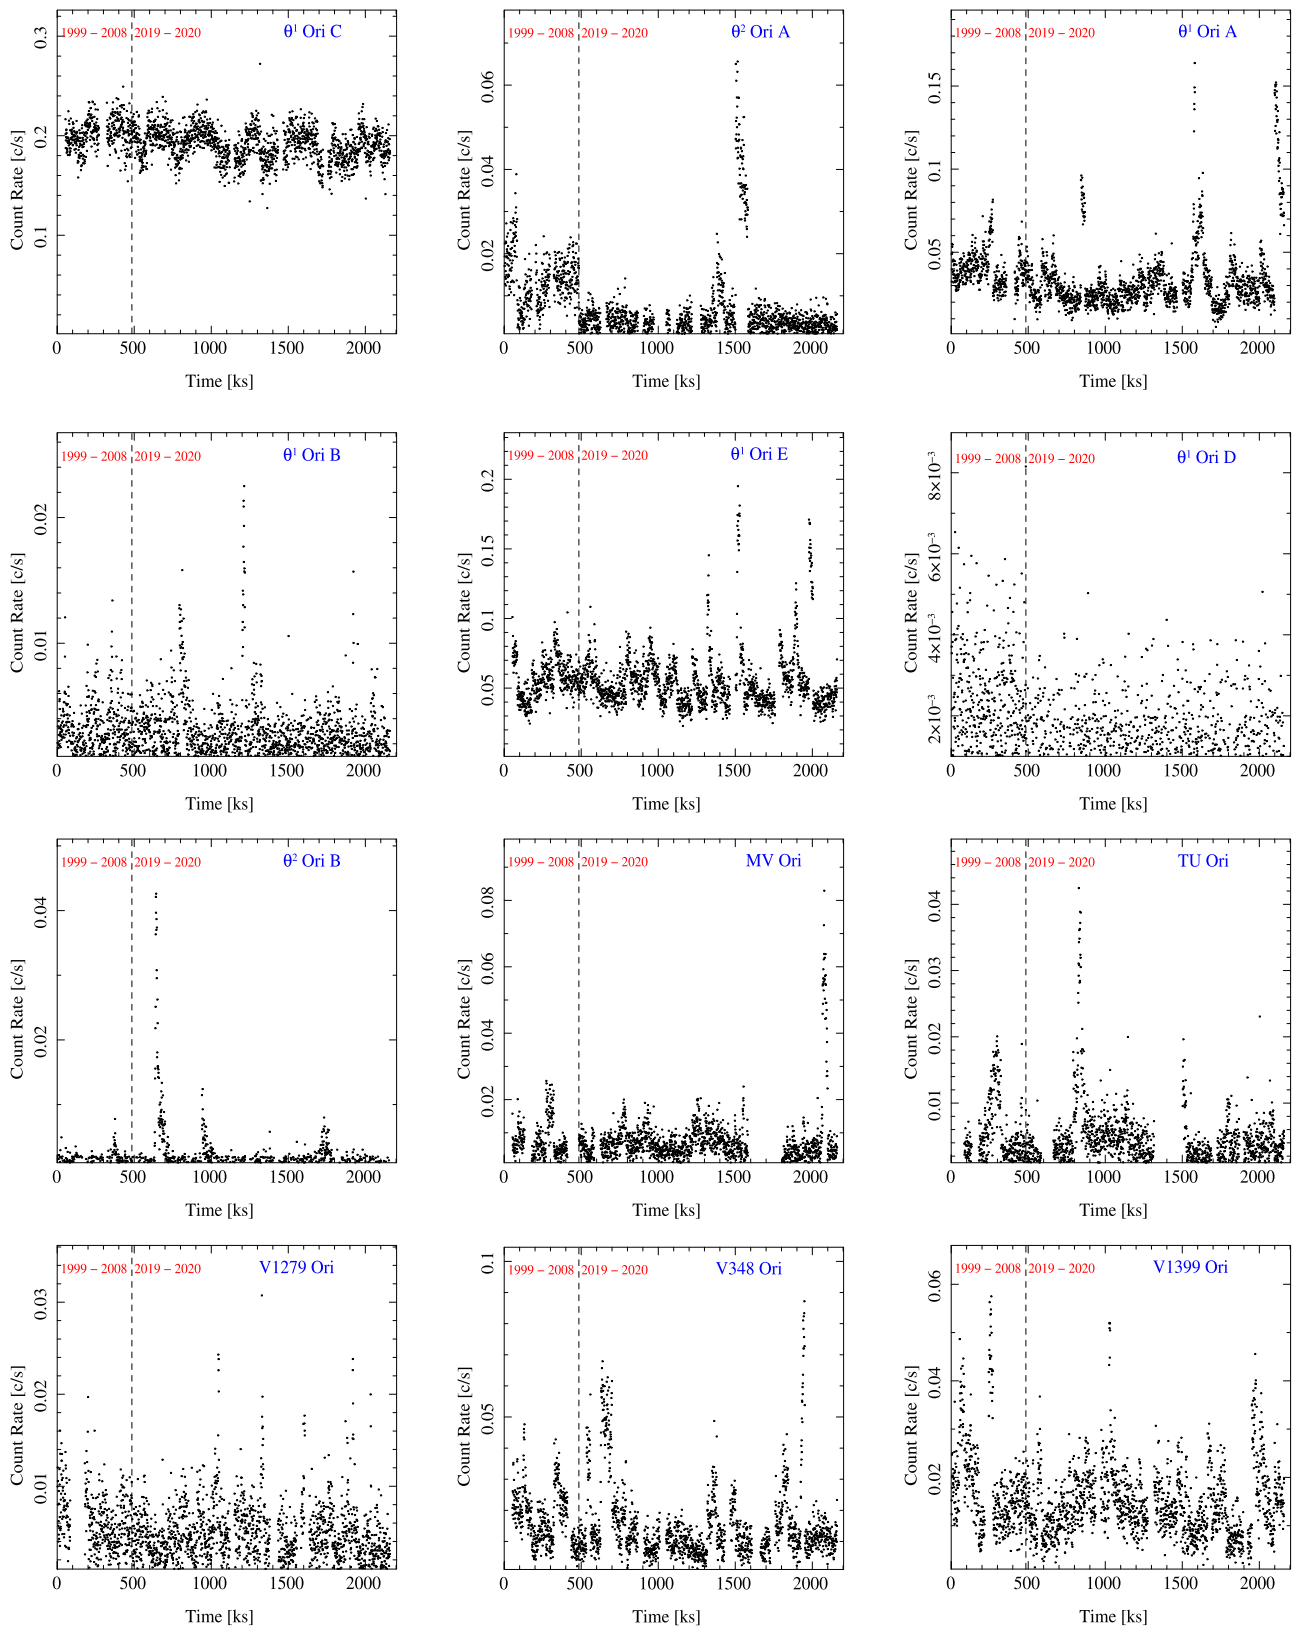 1999 – 2008 2019 – 2020 θ¹ Ori C
0.3
0.2
0.1
Count Rate [c/s]
0 500 1000 1500 2000
Time [ks]
1999 – 2008 2019 – 2020 θ² Ori A
0.06
0.04
0.02
Count Rate [c/s]
0 500 1000 1500 2000
Time [ks]
1999 – 2008 2019 – 2020 θ¹ Ori A
0.15
0.1
0.05
Count Rate [c/s]
0 500 1000 1500 2000
Time [ks]
1999 – 2008 2019 – 2020 θ¹ Ori B
0.02
0.01
Count Rate [c/s]
0 500 1000 1500 2000
Time [ks]
1999 – 2008 2019 – 2020 θ¹ Ori E
0.2
0.15
0.1
0.05
Count Rate [c/s]
0 500 1000 1500 2000
Time [ks]
1999 – 2008 2019 – 2020 θ¹ Ori D
8×10⁻³
6×10⁻³
4×10⁻³
2×10⁻³
Count Rate [c/s]
0 500 1000 1500 2000
Time [ks]
1999 – 2008 2019 – 2020 θ² Ori B
0.04
0.02
Count Rate [c/s]
0 500 1000 1500 2000
Time [ks]
1999 – 2008 2019 – 2020 MV Ori
0.08
0.06
0.04
0.02
Count Rate [c/s]
0 500 1000 1500 2000
Time [ks]
1999 – 2008 2019 – 2020 TU Ori
0.04
0.03
0.02
0.01
Count Rate [c/s]
0 500 1000 1500 2000
Time [ks]
1999 – 2008 2019 – 2020 V1279 Ori
0.03
0.02
0.01
Count Rate [c/s]
0 500 1000 1500 2000
Time [ks]
1999 – 2008 2019 – 2020 V348 Ori
0.1
0.05
Count Rate [c/s]
0 500 1000 1500 2000
Time [ks]
1999 – 2008 2019 – 2020 V1399 Ori
0.06
0.04
0.02
Count Rate [c/s]
0 500 1000 1500 2000
Time [ks]